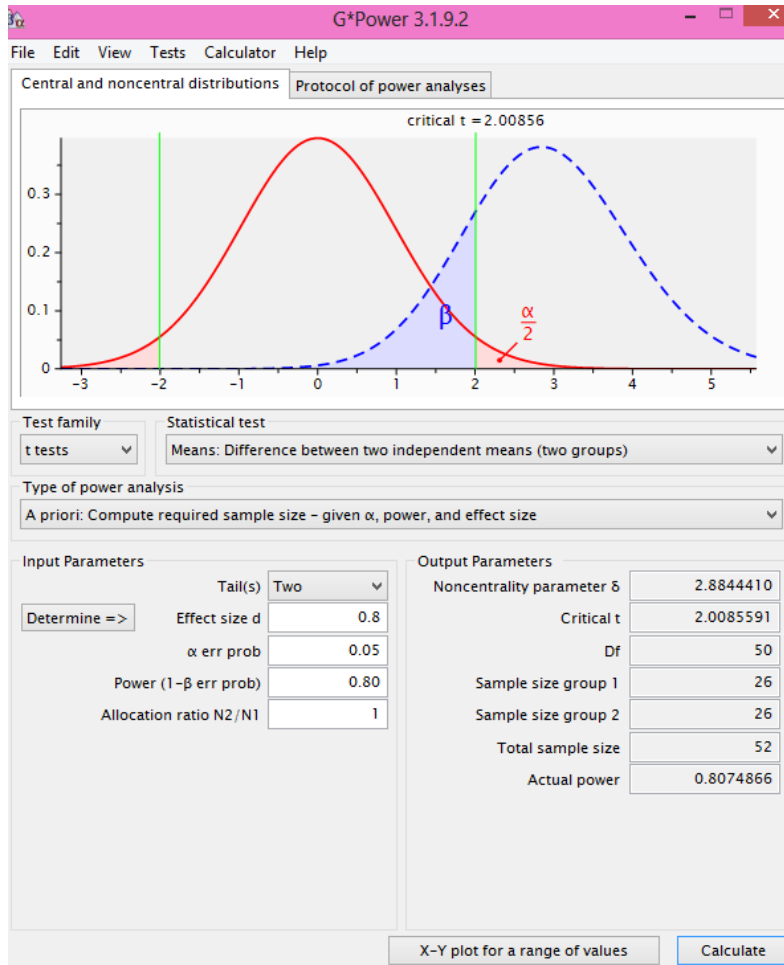 G*Power 3.1.9.2
File Edit View Tests Calculator Help
Central and noncentral distributions Protocol of power analyses
critical t = 2.00856
0.3
0.2
0.1
0
β
α
2
-3 -2 -1 0 1 2 3 4 5
Test family Statistical test
t tests Means: Difference between two independent means (two groups)
Type of power analysis
A priori: Compute required sample size – given α, power, and effect size
Input Parameters Output Parameters
Tail(s) Two Noncentrality parameter δ 2.8844410
Determine => Effect size d 0.8 Critical t 2.0085591
α err prob 0.05 Df 50
Power (1-β err prob) 0.80 Sample size group 1 26
Allocation ratio N2/N1 1 Sample size group 2 26
Total sample size 52
Actual power 0.8074866
X-Y plot for a range of values Calculate